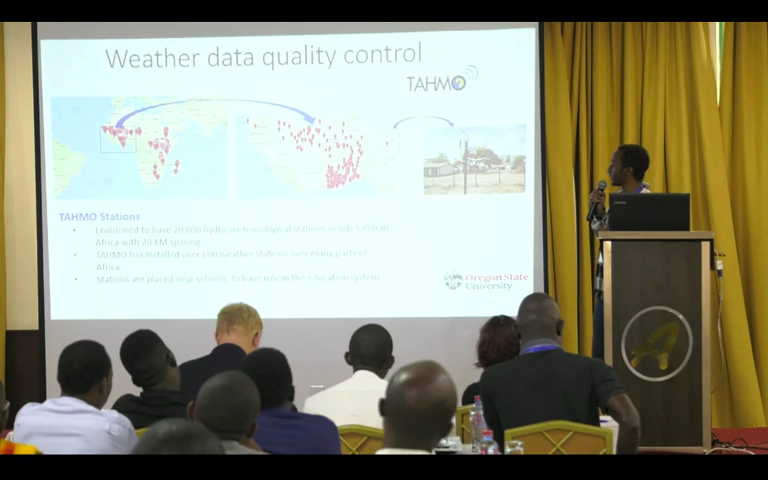 Weather data quality control
TAHMO
TAHMO Stations
• Envisioned to have 20,000 hydro-meteorological stations in sub-Saharan
Africa with 20 KM spacing
• TAHMO has installed over 600 weather stations over many parts of
Africa
• Stations are placed near schools, to have role in the education system
Oregon State
University